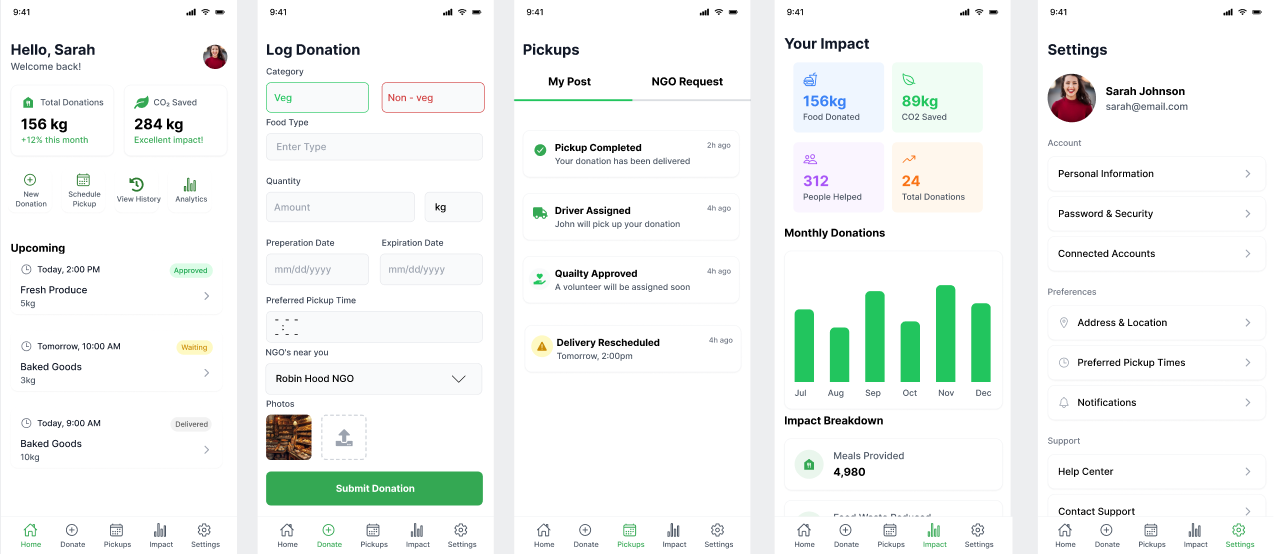 9:41
Hello, Sarah
Welcome back!
Total Donations
156 kg
+12% this month
CO₂ Saved
284 kg
Excellent impact!
New
Donation
Schedule
Pickup
View History
Analytics
Upcoming
Today, 2:00 PM
Approved
Fresh Produce
5kg
Tomorrow, 10:00 AM
Waiting
Baked Goods
3kg
Today, 9:00 AM
Delivered
Baked Goods
10kg
Home
Donate
Pickups
Impact
Settings
9:41
Log Donation
Category
Veg
Non - veg
Food Type
Enter Type
Quantity
Amount
kg
Preperation Date
Expiration Date
mm/dd/yyyy
mm/dd/yyyy
Preferred Pickup Time
- - -
:
- - -
NGO's near you
Robin Hood NGO
Photos
Submit Donation
Home
Donate
Pickups
Impact
Settings
9:41
Pickups
My Post
NGO Request
Pickup Completed
2h ago
Your donation has been delivered
Driver Assigned
4h ago
John will pick up your donation
Quailty Approved
4h ago
A volunteer will be assigned soon
Delivery Rescheduled
4h ago
Tomorrow, 2:00pm
Home
Donate
Pickups
Impact
Settings
9:41
Your Impact
156kg
Food Donated
89kg
CO2 Saved
312
People Helped
24
Total Donations
Monthly Donations
Jul
Aug
Sep
Oct
Nov
Dec
Impact Breakdown
Meals Provided
4,980
Food Waste Reduced
Home
Donate
Pickups
Impact
Settings
9:41
Settings
Sarah Johnson
sarah@email.com
Account
Personal Information
Password & Security
Connected Accounts
Preferences
Address & Location
Preferred Pickup Times
Notifications
Support
Help Center
Contact Support
Home
Donate
Pickups
Impact
Settings